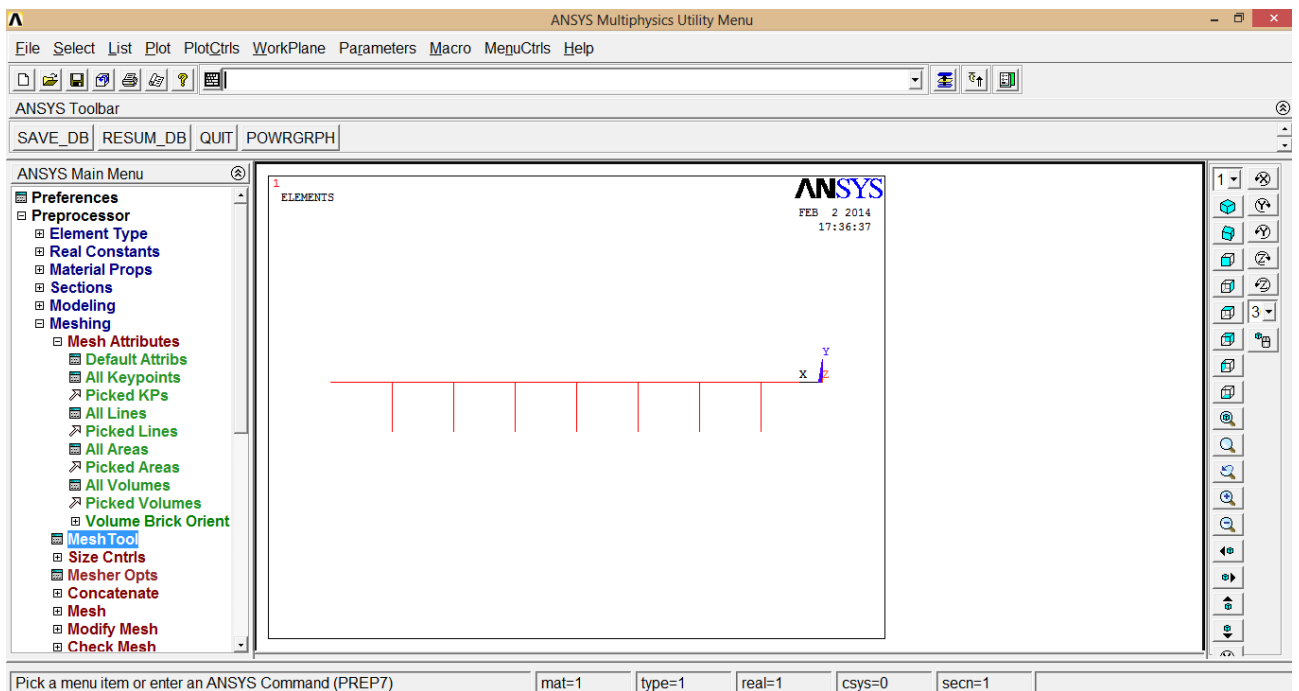 ANSYS Multiphysics Utility Menu
File Select List Plot PlotCtrls WorkPlane Parameters Macro MenuCtrls Help
ANSYS Toolbar
SAVE_DB RESUM_DB QUIT POWRGRPH
ANSYS Main Menu
Preferences
Preprocessor
Element Type
Real Constants
Material Props
Sections
Modeling
Meshing
Mesh Attributes
Default Attribs
All Keypoints
Picked KPs
All Lines
Picked Lines
All Areas
Picked Areas
All Volumes
Picked Volumes
Volume Brick Orient
MeshTool
Size Cntrls
Mesher Opts
Concatenate
Mesh
Modify Mesh
Check Mesh
1
ELEMENTS
ANSYS
FEB 2 2014
17:36:37
Y
X Z
1
3
Pick a menu item or enter an ANSYS Command (PREP7) mat=1 type=1 real=1 csys=0 secn=1